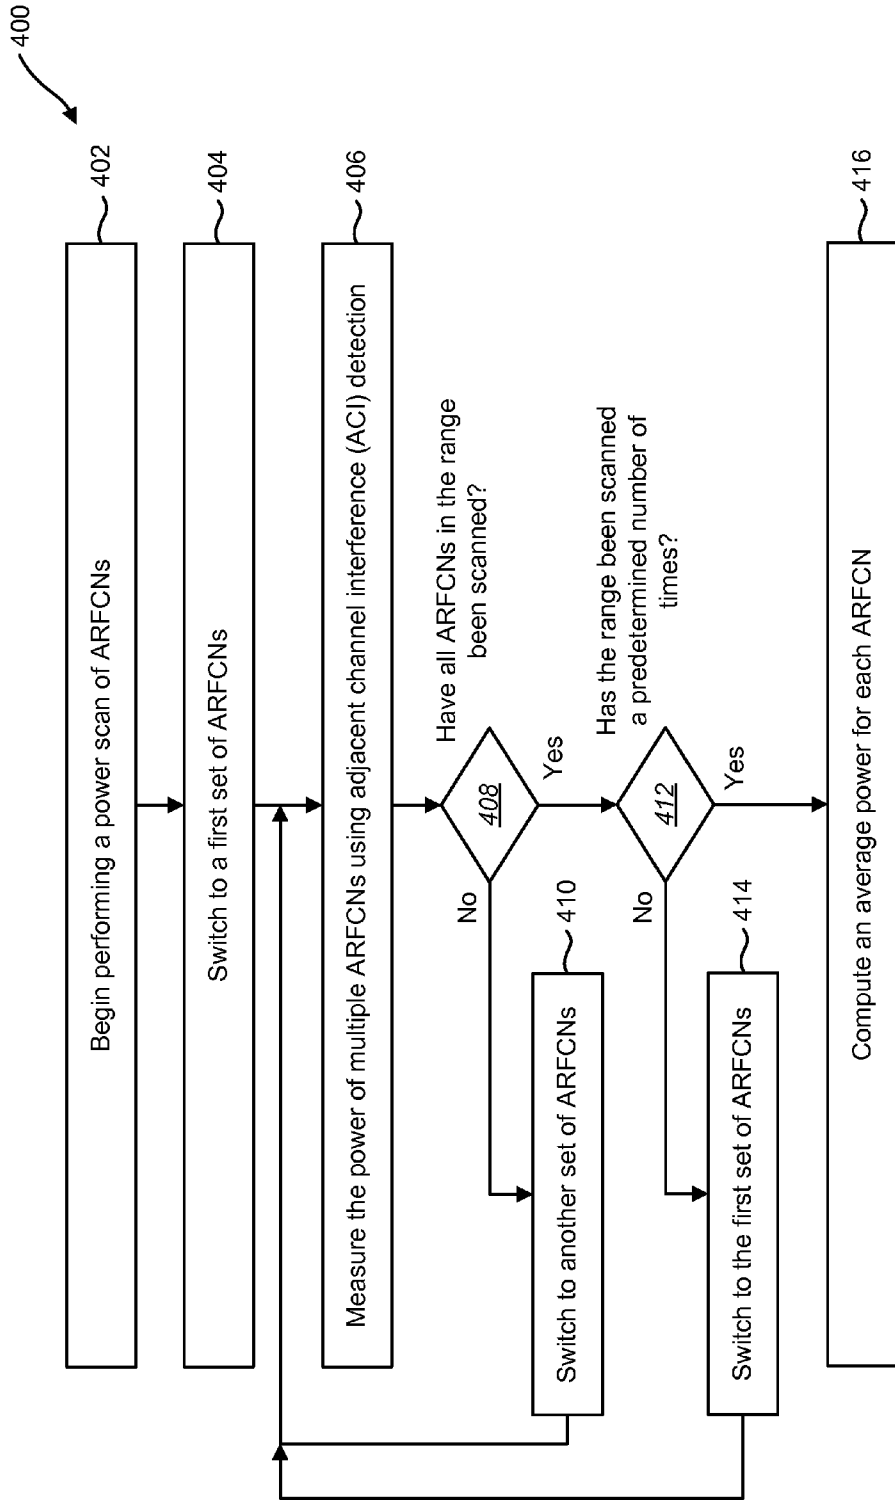 400
Begin performing a power scan of ARFCNs
402
Switch to a first set of ARFCNs
404
Measure the power of multiple ARFCNs using adjacent channel interference (ACI) detection
406
Have all ARFCNs in the range
been scanned?
408
No
Yes
Switch to another set of ARFCNs
410
Has the range been scanned
a predetermined number of
times?
412
No
Yes
Switch to the first set of ARFCNs
414
Compute an average power for each ARFCN
416